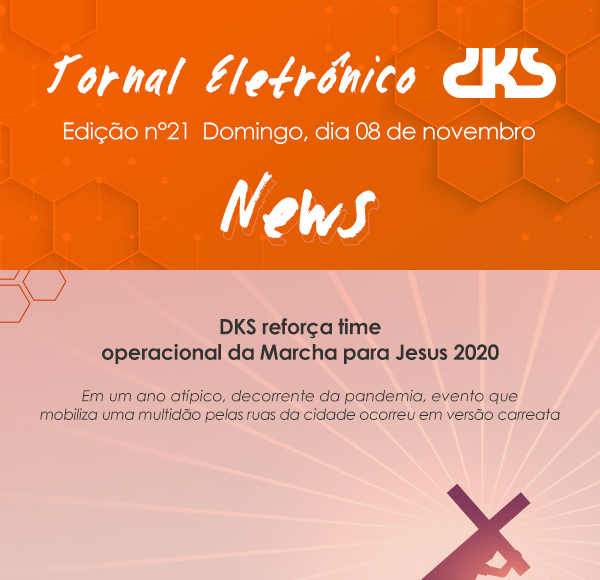 Jornal Eletrônico DKS
Edição nº21 Domingo, dia 08 de novembro
News
DKS reforça time
operacional da Marcha para Jesus 2020
Em um ano atípico, decorrente da pandemia, evento que
mobiliza uma multidão pelas ruas da cidade ocorreu em versão carreata